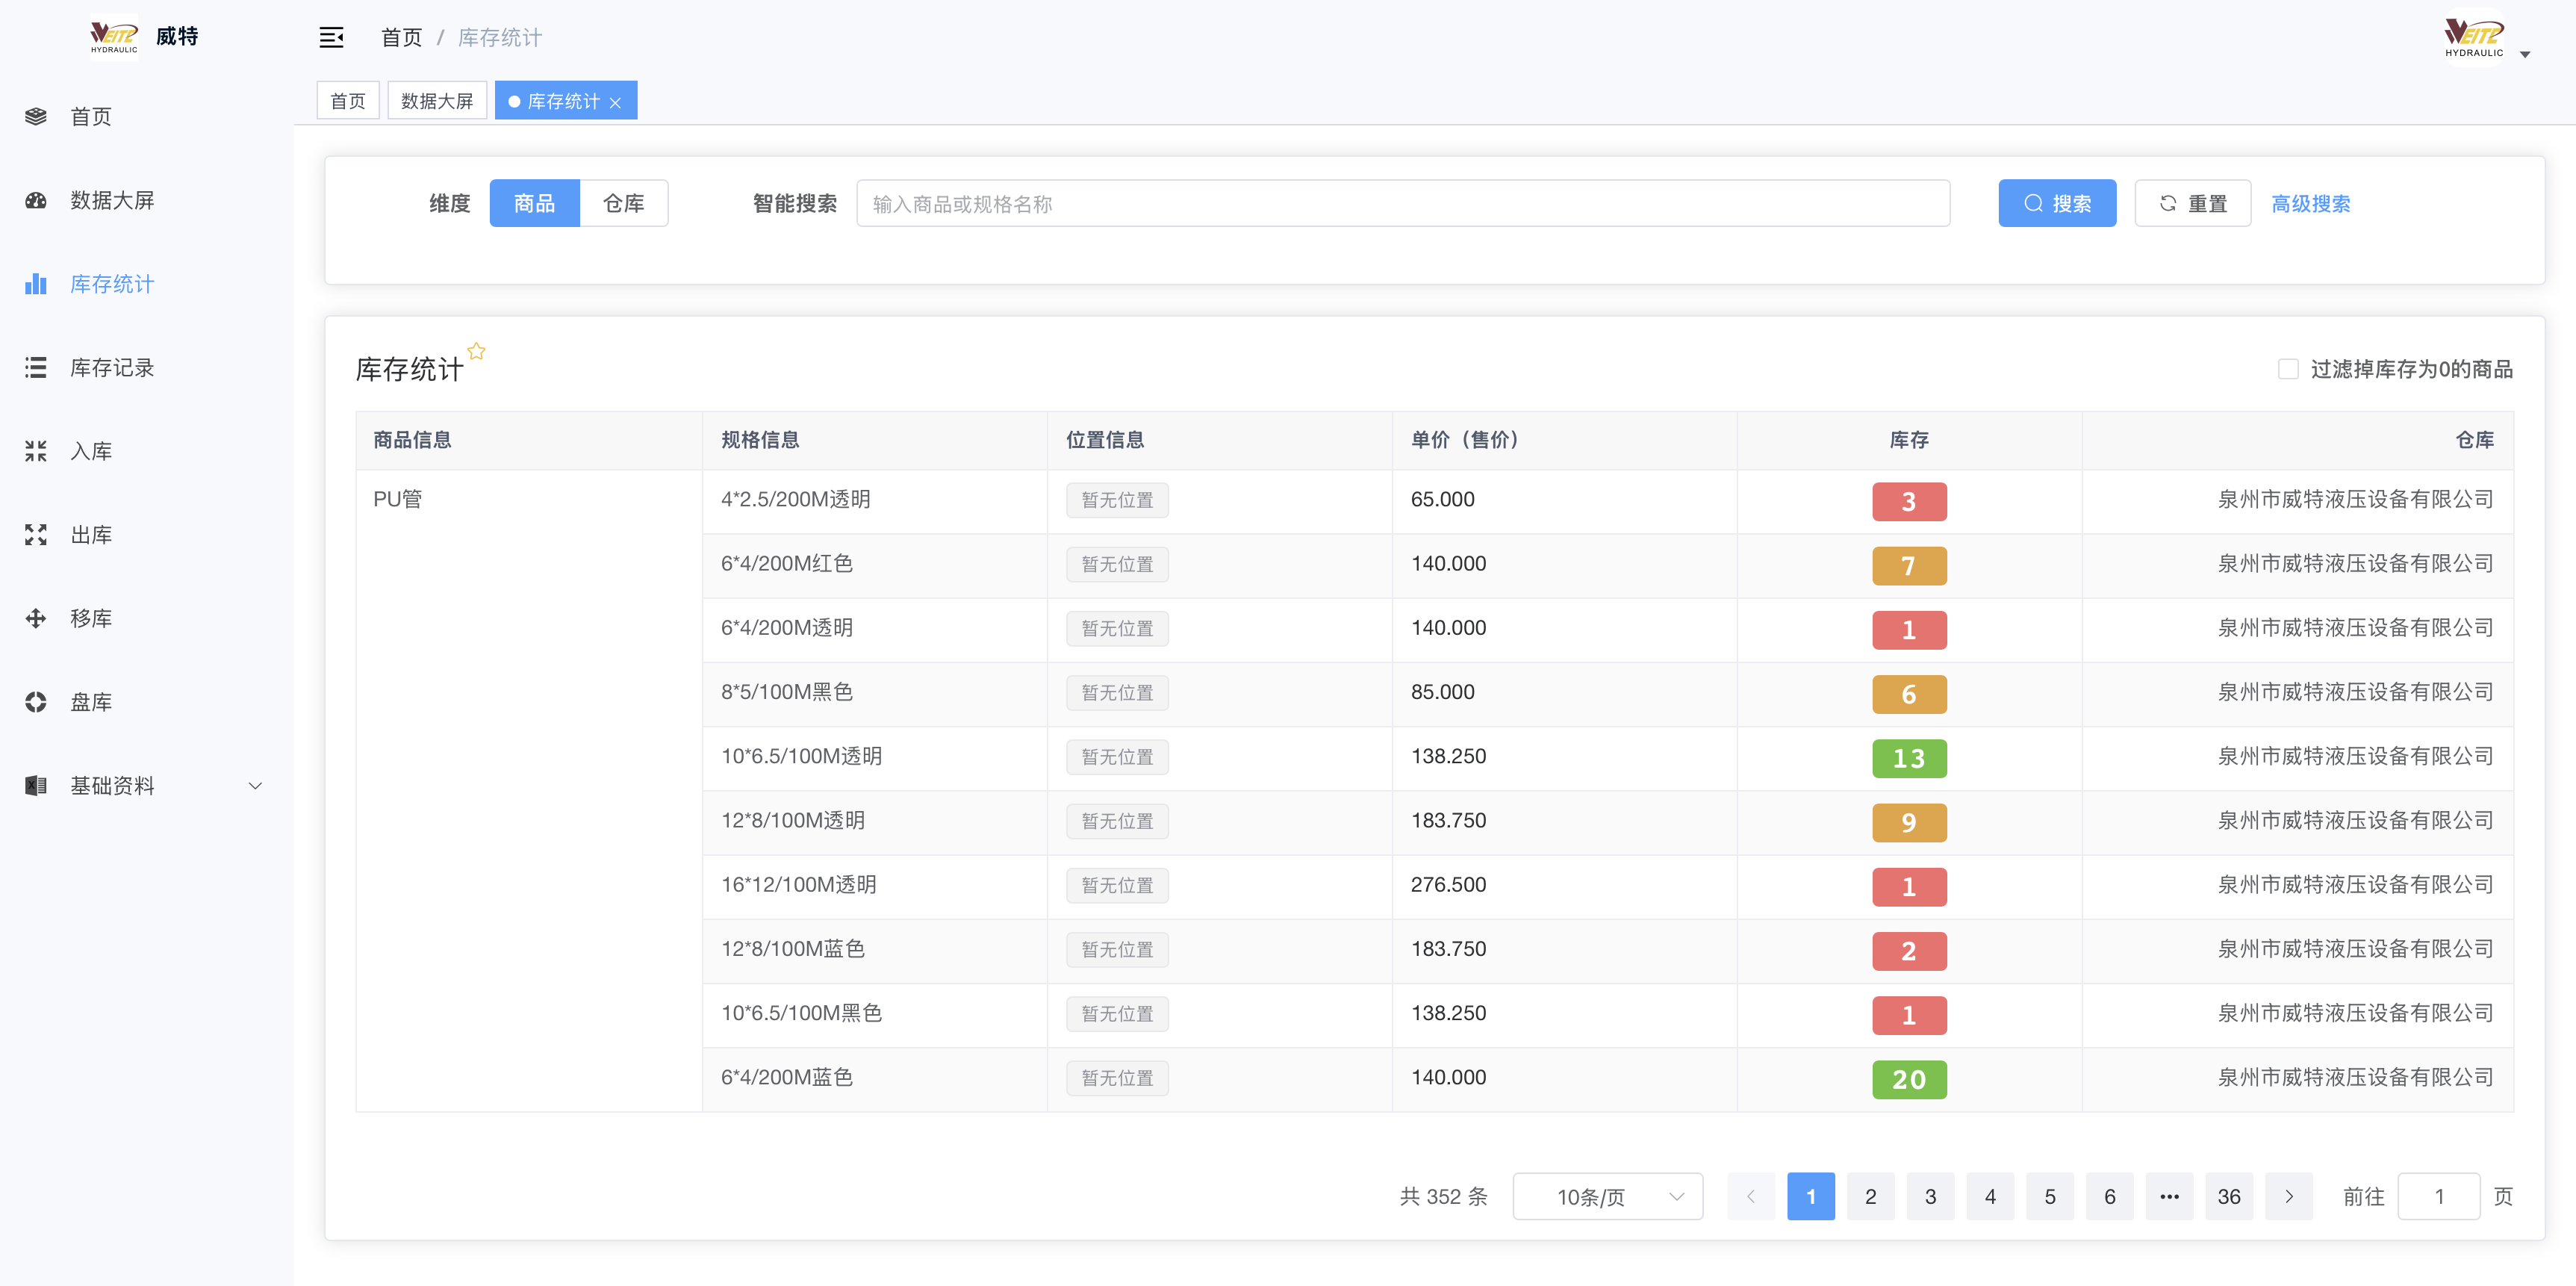 WEITE HYDRAULIC 威特
首页 / 库存统计
WEITE HYDRAULIC
首页 数据大屏 库存统计
首页
数据大屏
库存统计
库存记录
入库
出库
移库
盘库
基础资料
维度 商品 仓库 智能搜索 输入商品或规格名称 搜索 重置 高级搜索
库存统计 过滤掉库存为0的商品
商品信息 规格信息 位置信息 单价（售价） 库存 仓库
PU管 4*2.5/200M透明 暂无位置 65.000 3 泉州市威特液压设备有限公司
6*4/200M红色 暂无位置 140.000 7 泉州市威特液压设备有限公司
6*4/200M透明 暂无位置 140.000 1 泉州市威特液压设备有限公司
8*5/100M黑色 暂无位置 85.000 6 泉州市威特液压设备有限公司
10*6.5/100M透明 暂无位置 138.250 13 泉州市威特液压设备有限公司
12*8/100M透明 暂无位置 183.750 9 泉州市威特液压设备有限公司
16*12/100M透明 暂无位置 276.500 1 泉州市威特液压设备有限公司
12*8/100M蓝色 暂无位置 183.750 2 泉州市威特液压设备有限公司
10*6.5/100M黑色 暂无位置 138.250 1 泉州市威特液压设备有限公司
6*4/200M蓝色 暂无位置 140.000 20 泉州市威特液压设备有限公司
共 352 条 10条/页 1 2 3 4 5 6 ••• 36 前往 1 页